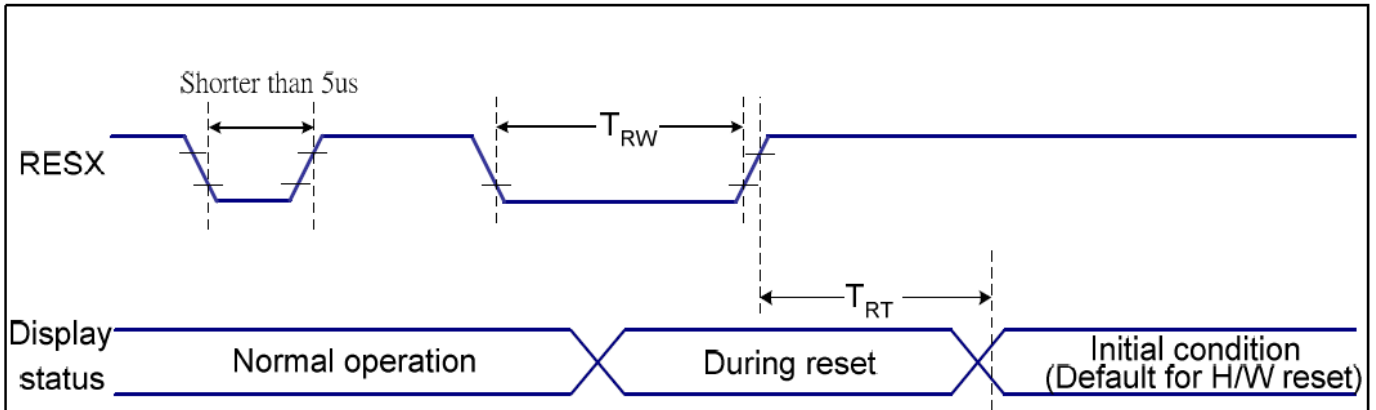 Shorter than 5us
TRW
RESX
TRT
Display
status
Normal operation
During reset
Initial condition
(Default for H/W reset)